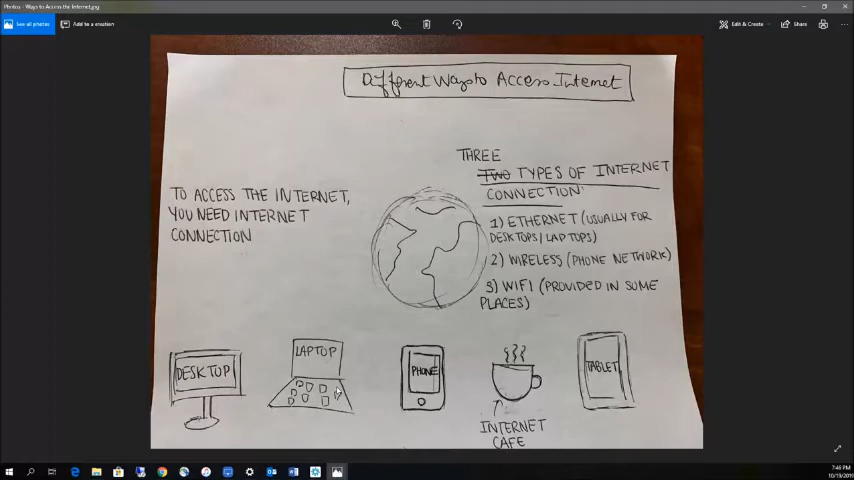 Photos - Ways to Access the Internet.jpg
See all photos
Add to a creation
Edit & Create
Share
Different Ways to Access Internet
THREE
Two TYPES OF INTERNET
CONNECTION:
TO ACCESS THE INTERNET,
YOU NEED INTERNET
CONNECTION
1) ETHERNET (USUALLY FOR
DESKTOPS/LAPTOPS)
2) WIRELESS (PHONE NETWORK)
3) WIFI (PROVIDED IN SOME
PLACES)
DESKTOP
LAPTOP
PHONE
TABLET
INTERNET
CAFE
7:46 PM